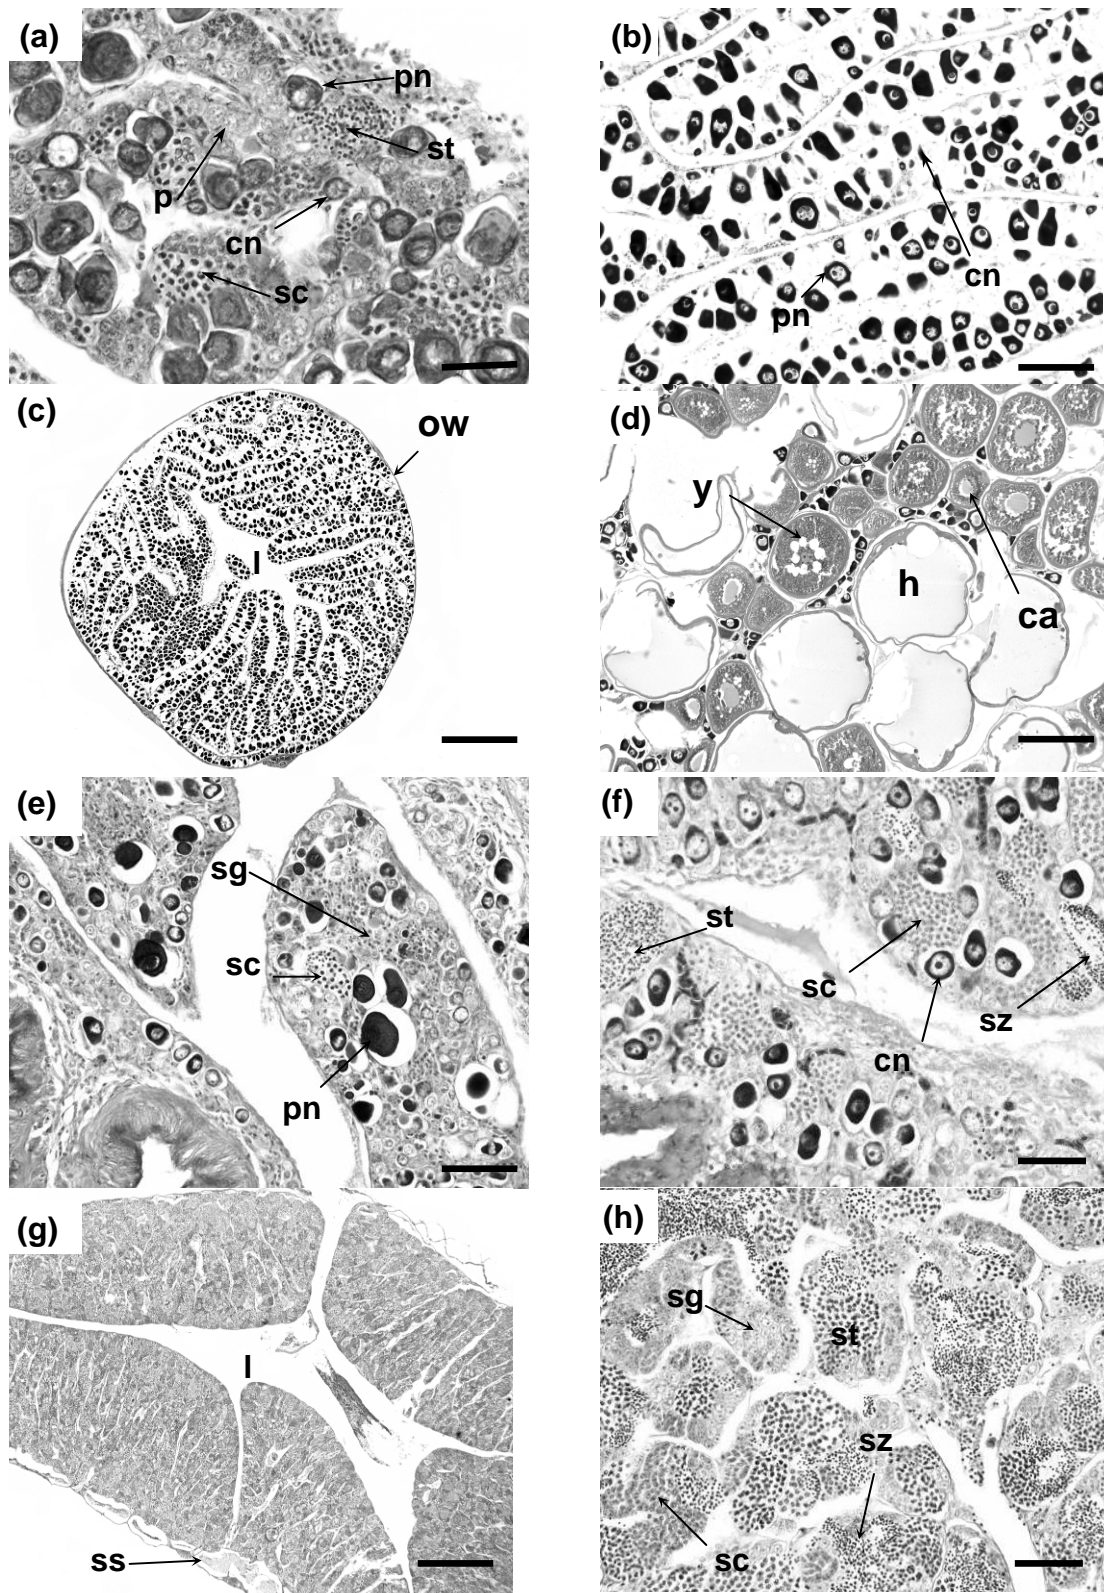 (a)
pn
st
p
cn
sc
(b)
cn
pn
(c)
ow
l
(d)
y
h
ca
(e)
sg
sc
pn
(f)
st
sc
sz
cn
(g)
l
ss
(h)
sg
st
sz
sc